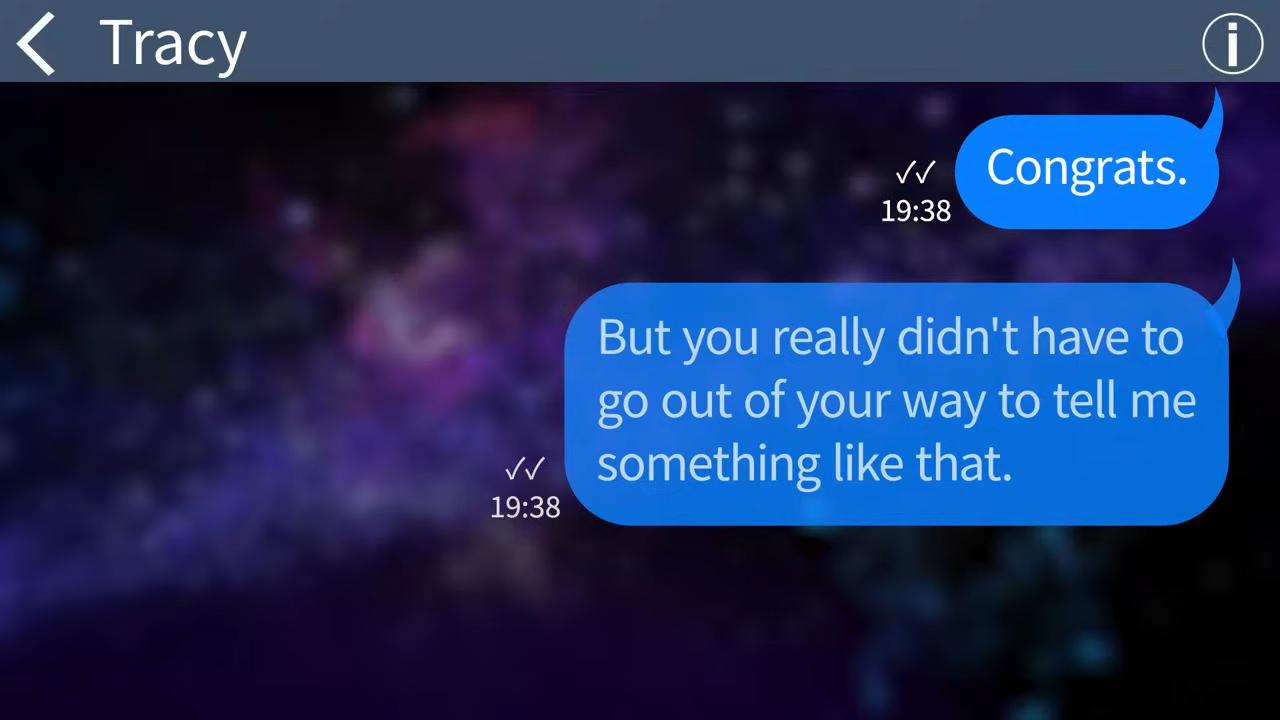 Tracy
i
Congrats.
✓✓
19:38
But you really didn't have to
go out of your way to tell me
something like that.
✓✓
19:38